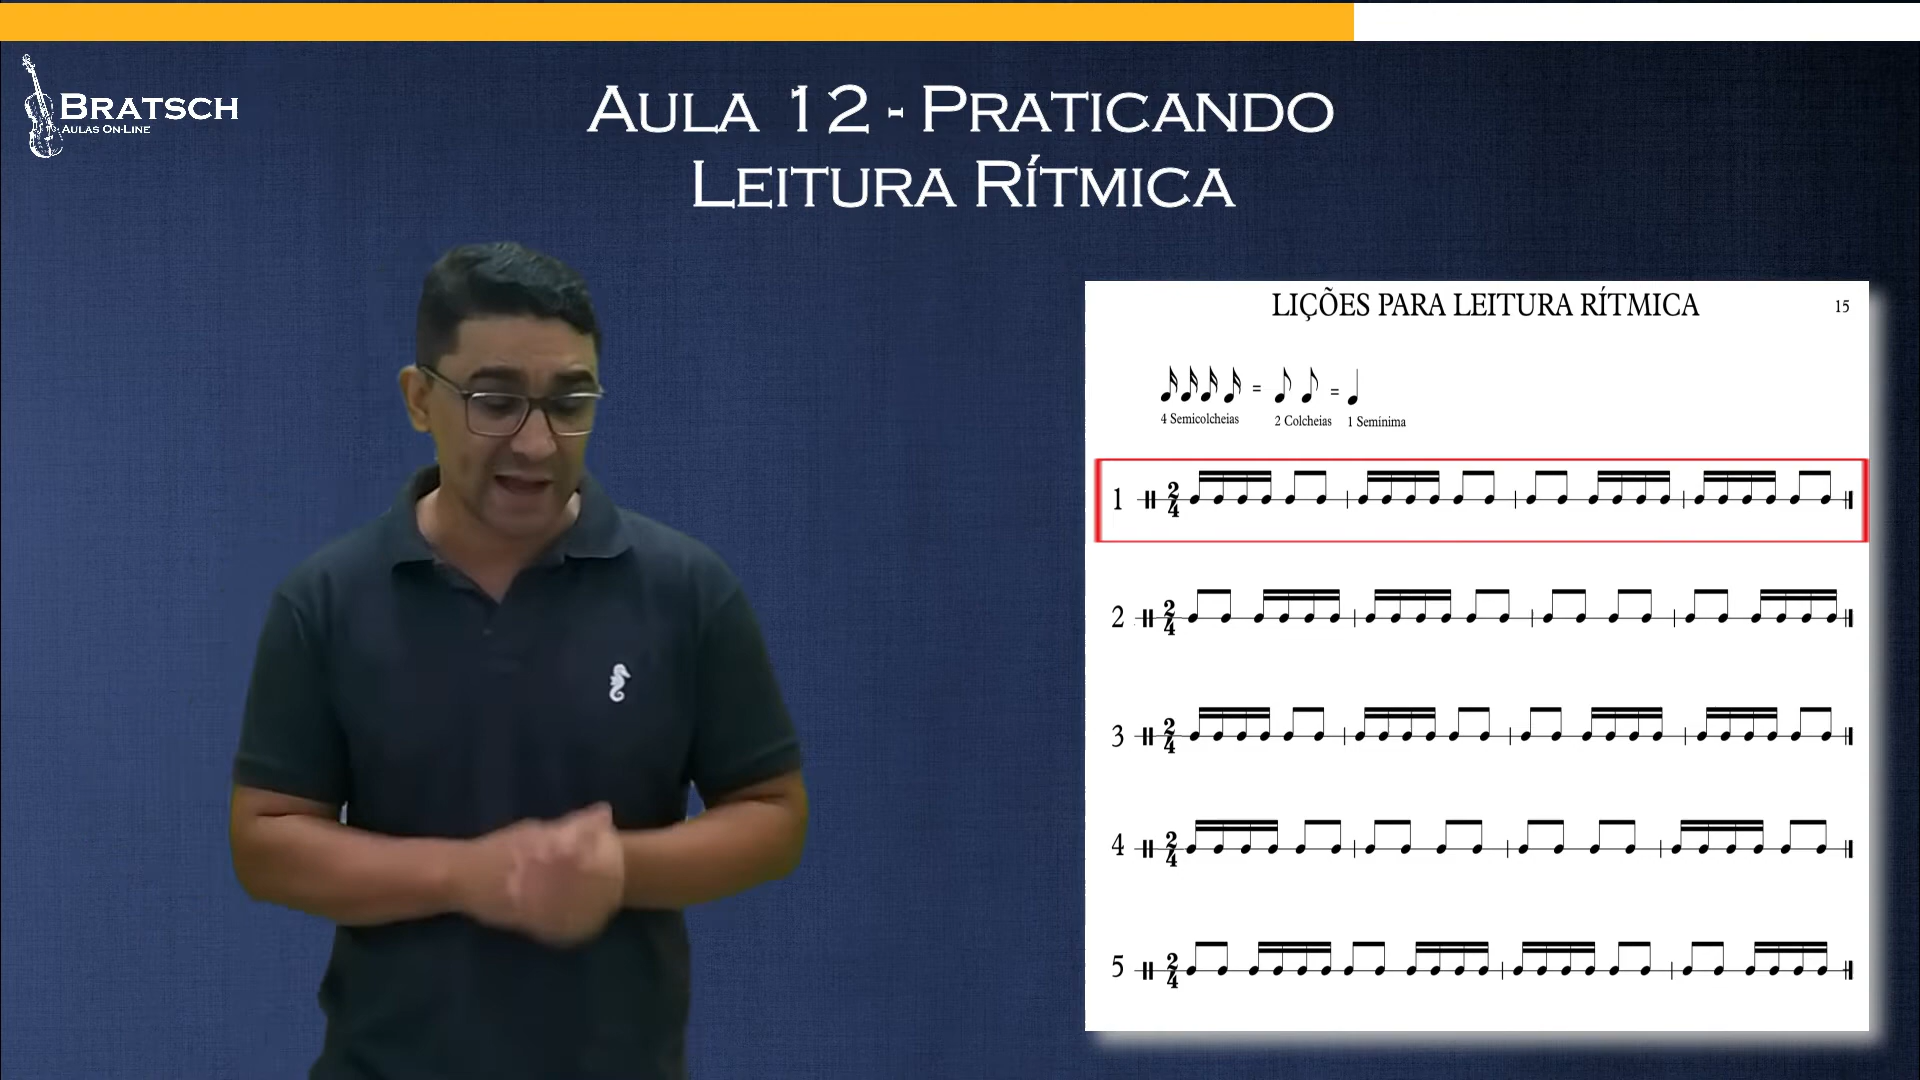 BRATSCH
AULAS ON-LINE
AULA 12 - PRATICANDO
LEITURA RÍTMICA
LIÇÕES PARA LEITURA RÍTMICA
15
= =
4 Semicolcheias 2 Colcheias 1 Semínima
1 2/4
2 2/4
3 2/4
4 2/4
5 2/4